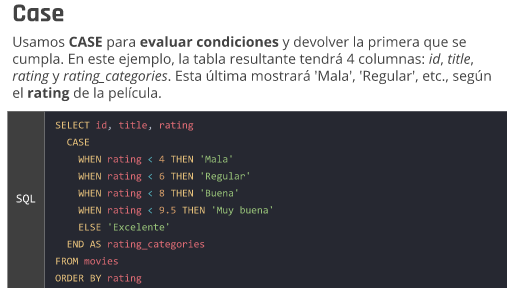 Case
Usamos CASE para evaluar condiciones y devolver la primera que se
cumpla. En este ejemplo, la tabla resultante tendrá 4 columnas: id, title,
rating y rating_categories. Esta última mostrará 'Mala', 'Regular', etc., según
el rating de la película.
SQL
SELECT id, title, rating
CASE
WHEN rating < 4 THEN 'Mala'
WHEN rating < 6 THEN 'Regular'
WHEN rating < 8 THEN 'Buena'
WHEN rating < 9.5 THEN 'Muy buena'
ELSE 'Excelente'
END AS rating_categories
FROM movies
ORDER BY rating